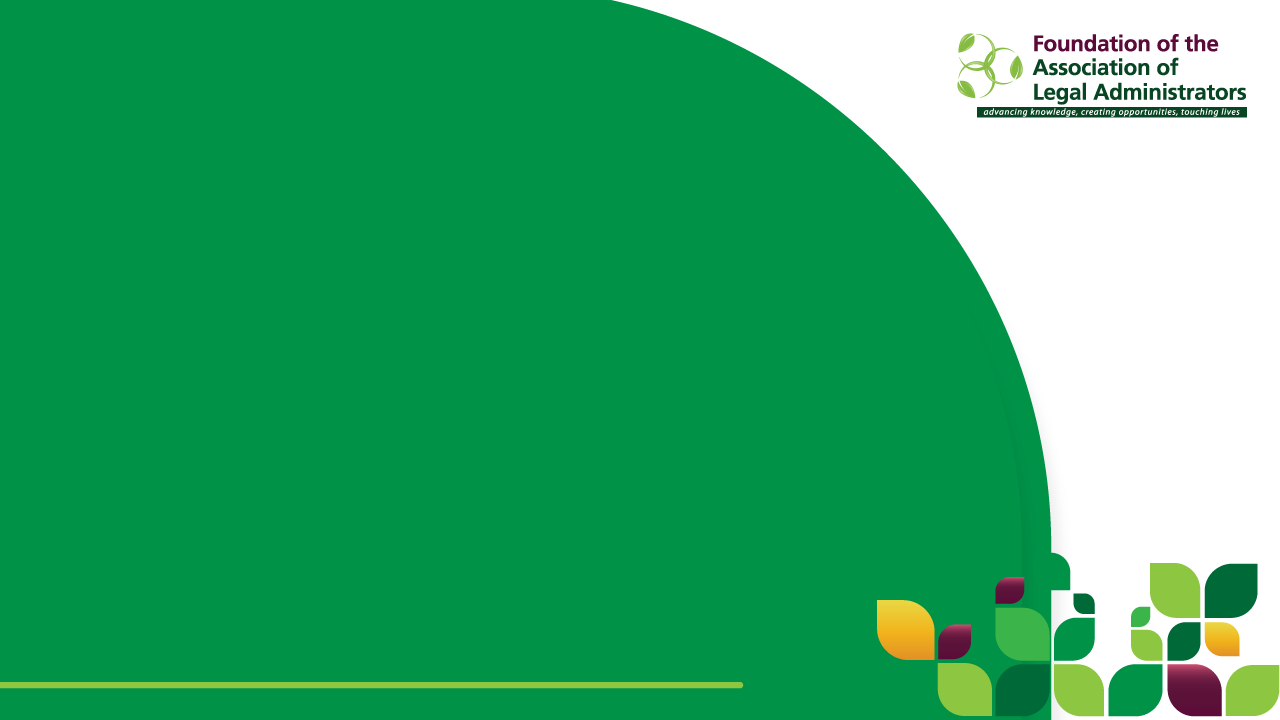 Foundation of the
Association of
Legal Administrators
advancing knowledge, creating opportunities, touching lives